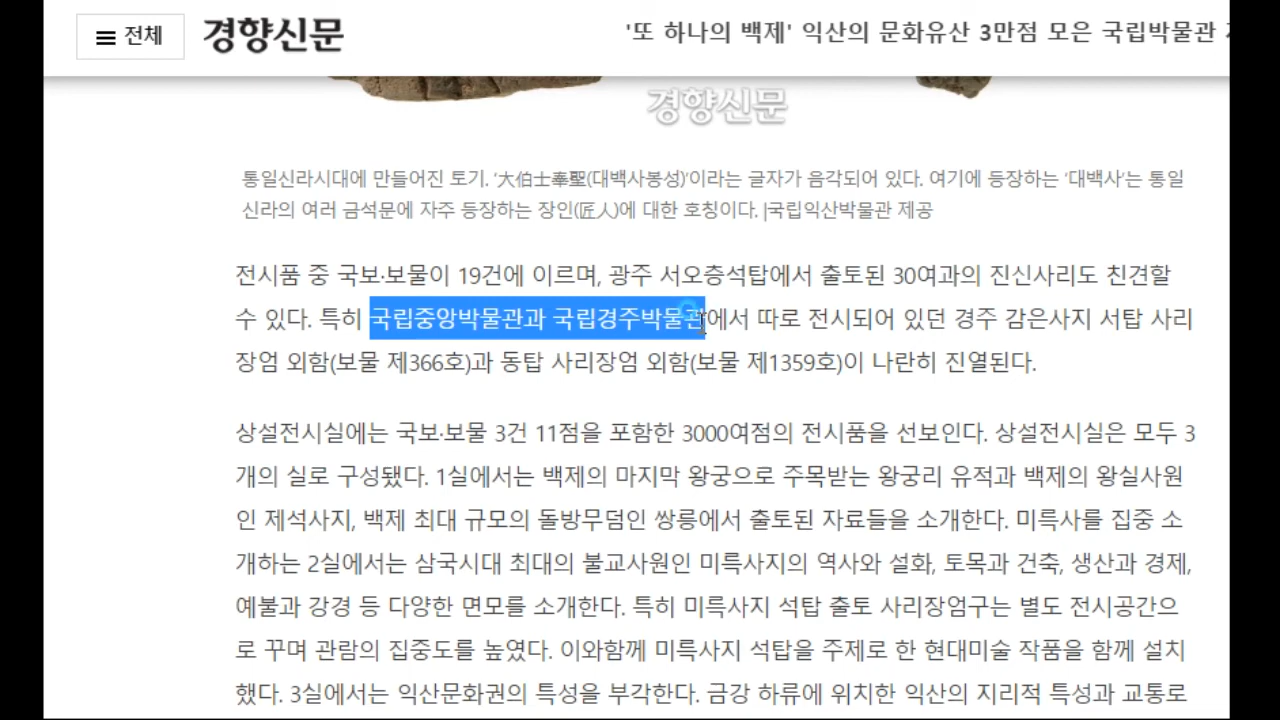 전체
경향신문
'또 하나의 백제' 익산의 문화유산 3만점 모은 국립박물관
경향신문
통일신라시대에 만들어진 토기. ‘大伯士奉聖(대백사봉성)’이라는 글자가 음각되어 있다. 여기에 등장하는 ‘대백사’는 통일
신라의 여러 금석문에 자주 등장하는 장인(匠人)에 대한 호칭이다. |국립익산박물관 제공
전시품 중 국보·보물이 19건에 이르며, 광주 서오층석탑에서 출토된 30여과의 진신사리도 친견할
수 있다. 특히 국립중앙박물관과 국립경주박물관에서 따로 전시되어 있던 경주 감은사지 서탑 사리
장엄 외함(보물 제366호)과 동탑 사리장엄 외함(보물 제1359호)이 나란히 진열된다.
상설전시실에는 국보·보물 3건 11점을 포함한 3000여점의 전시품을 선보인다. 상설전시실은 모두 3
개의 실로 구성됐다. 1실에서는 백제의 마지막 왕궁으로 주목받는 왕궁리 유적과 백제의 왕실사원
인 제석사지, 백제 최대 규모의 돌방무덤인 쌍릉에서 출토된 자료들을 소개한다. 미륵사를 집중 소
개하는 2실에서는 삼국시대 최대의 불교사원인 미륵사지의 역사와 설화, 토목과 건축, 생산과 경제,
예불과 강경 등 다양한 면모를 소개한다. 특히 미륵사지 석탑 출토 사리장엄구는 별도 전시공간으
로 꾸며 관람의 집중도를 높였다. 이와함께 미륵사지 석탑을 주제로 한 현대미술 작품을 함께 설치
했다. 3실에서는 익산문화권의 특성을 부각한다. 금강 하류에 위치한 익산의 지리적 특성과 교통로